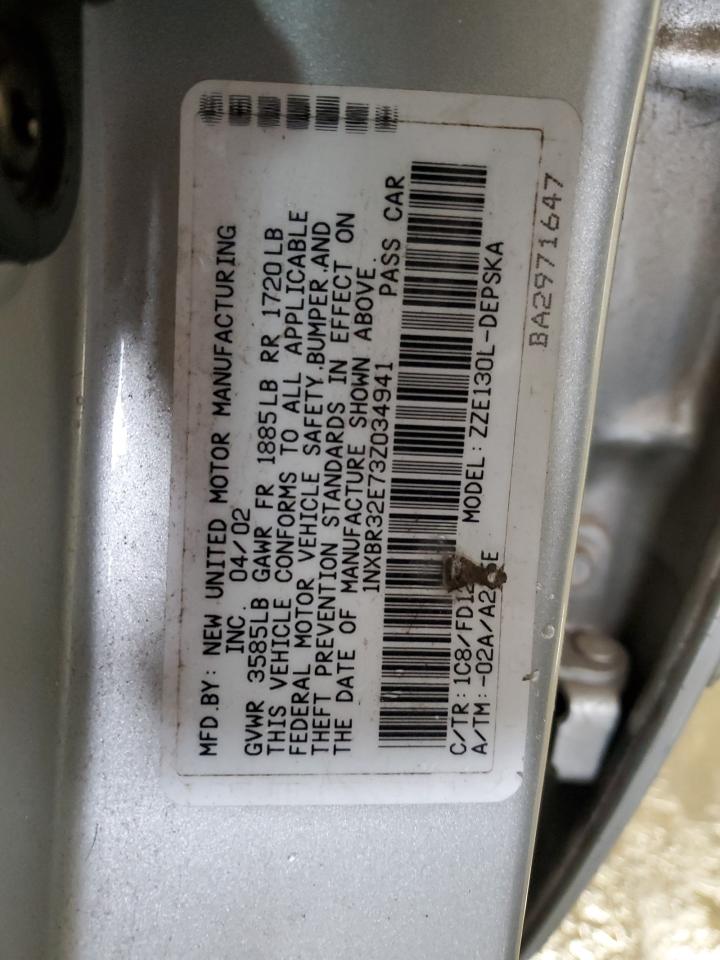 MFD.BY: NEW UNITED MOTOR MANUFACTURING
INC. 04/02
GVWR 3585LB GAWR FR 1885LB RR 1720LB
THIS VEHICLE CONFORMS TO ALL APPLICABLE
FEDERAL MOTOR VEHICLE SAFETY,BUMPER,AND
THEFT PREVENTION STANDARDS IN EFFECT ON
THE DATE OF MANUFACTURE SHOWN ABOVE.
1NXBR32E73Z034941 PASS CAR
C/TR:1C8/FD12
A/TM:-02A/A2 E MODEL:ZZE130L-DEPSKA
BA2971647